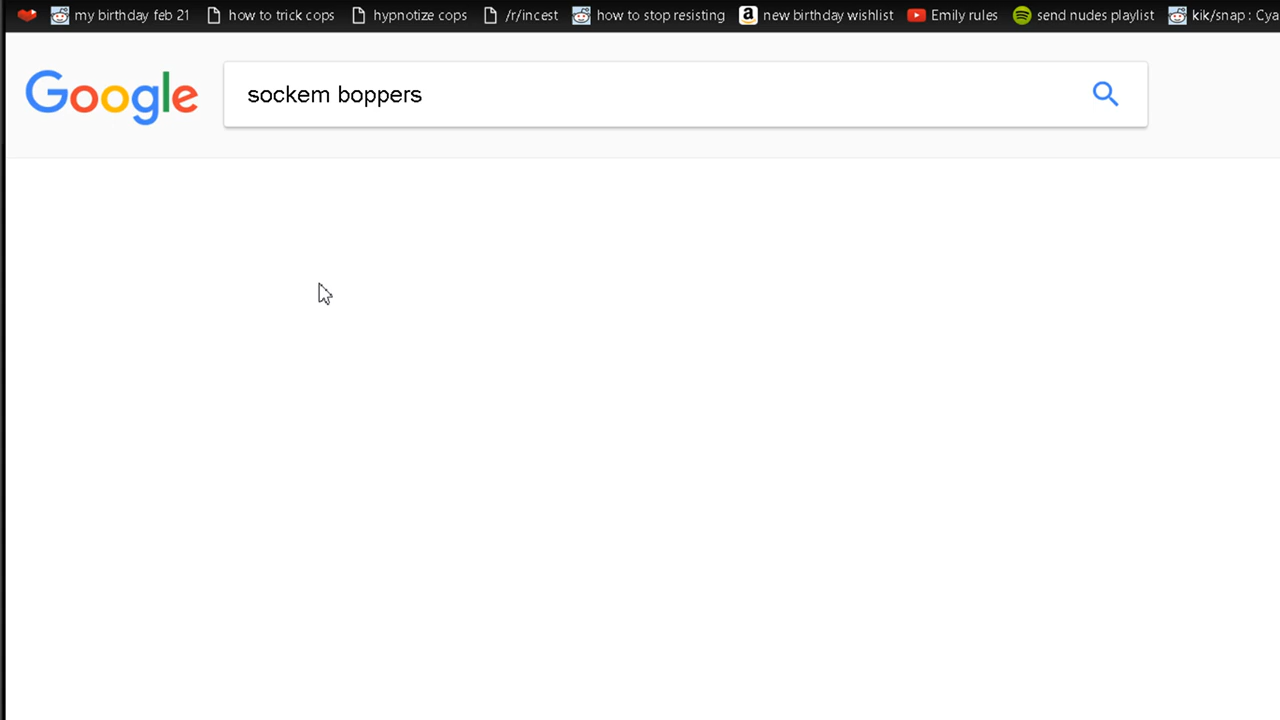 my birthday feb 21 how to trick cops hypnotize cops /r/incest how to stop resisting new birthday wishlist Emily rules send nudes playlist kik/snap : Cya
Google sockem boppers